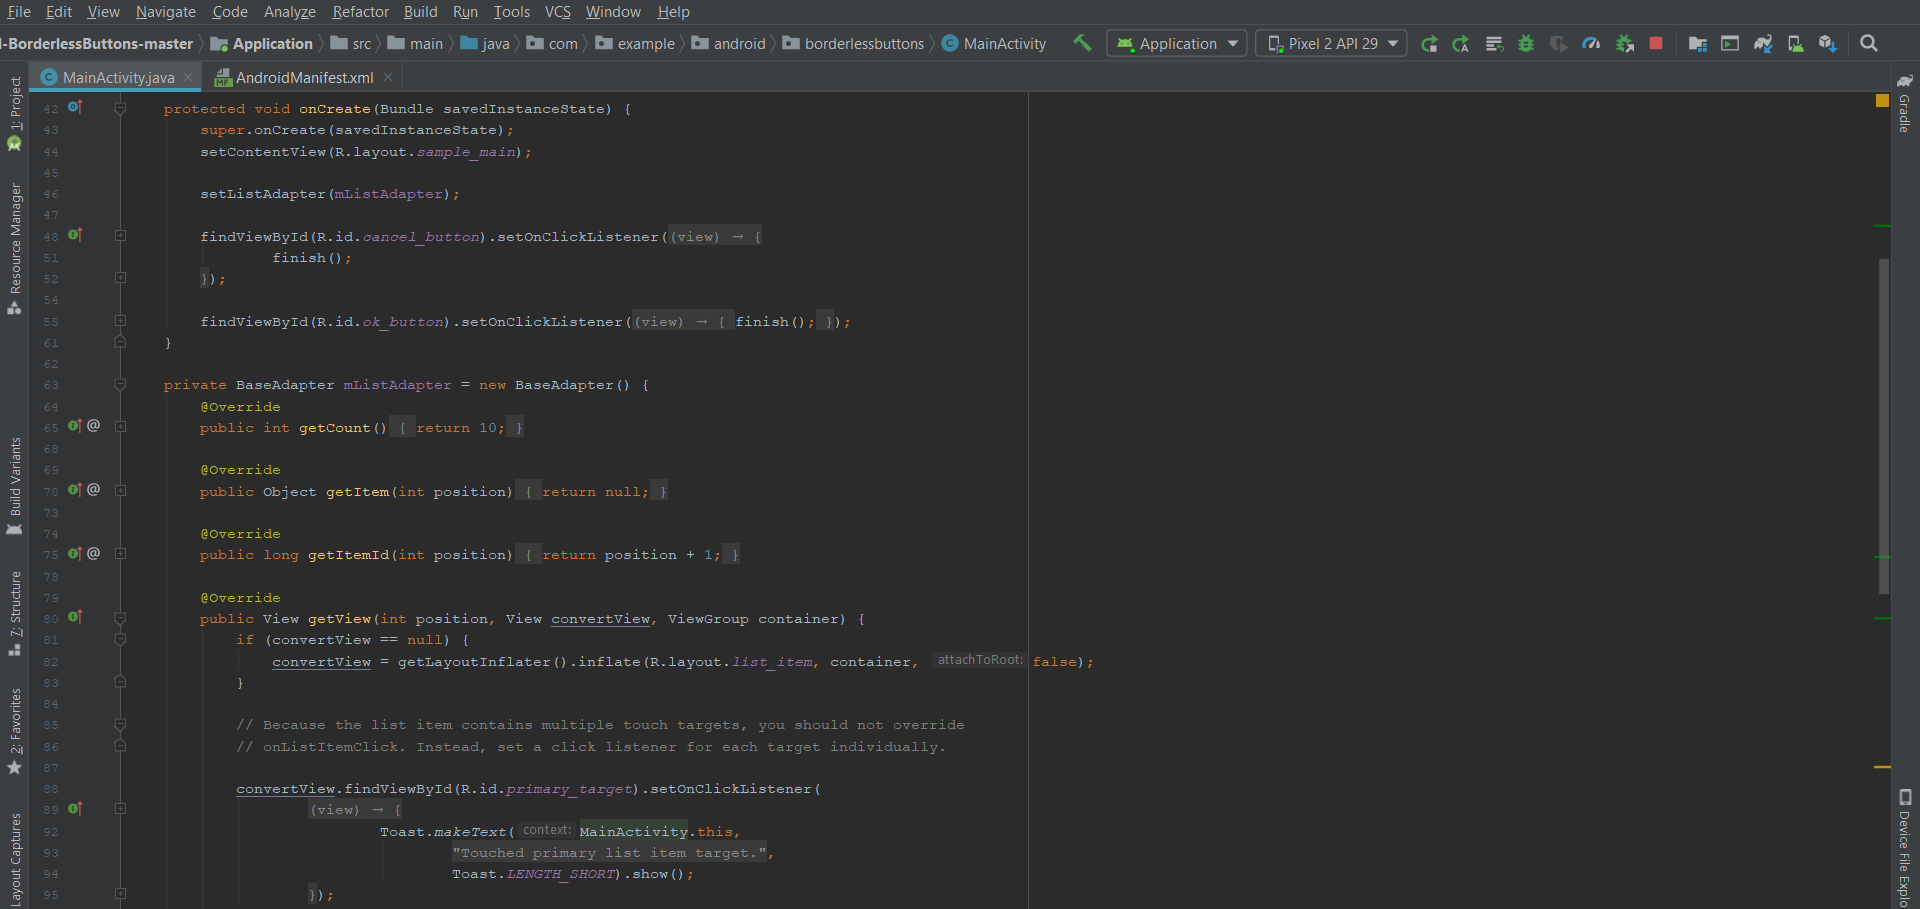 File Edit View Navigate Code Analyze Refactor Build Run Tools VCS Window Help
-BorderlessButtons-master Application src main java com example android borderlessbuttons MainActivity Application Pixel 2 API 29
MainActivity.java AndroidManifest.xml
1: Project
Resource Manager
Build Variants
7: Structure
2: Favorites
Layout Captures
42 protected void onCreate(Bundle savedInstanceState) {
43 super.onCreate(savedInstanceState);
44 setContentView(R.layout.sample_main);
45
46 setListAdapter(mListAdapter);
47
48 findViewById(R.id.cancel_button).setOnClickListener((view) → {
51 finish();
52 });
54
55 findViewById(R.id.ok_button).setOnClickListener((view) → { finish(); });
61 }
62
63 private BaseAdapter mListAdapter = new BaseAdapter() {
64 @Override
65 @ public int getCount() { return 10; }
68
69 @Override
70 @ public Object getItem(int position) { return null; }
73
74 @Override
75 @ public long getItemId(int position) { return position + 1; }
78
79 @Override
80 public View getView(int position, View convertView, ViewGroup container) {
81 if (convertView == null) {
82 convertView = getLayoutInflater().inflate(R.layout.list_item, container, attachToRoot: false);
83 }
84
85 // Because the list item contains multiple touch targets, you should not override
86 // onListItemClick. Instead, set a click listener for each target individually.
87
88 convertView.findViewById(R.id.primary_target).setOnClickListener(
89 (view) → {
92 Toast.makeText( context: MainActivity.this,
93 "Touched primary list item target.",
94 Toast.LENGTH_SHORT).show();
95 });
Gradle
Device File Explo